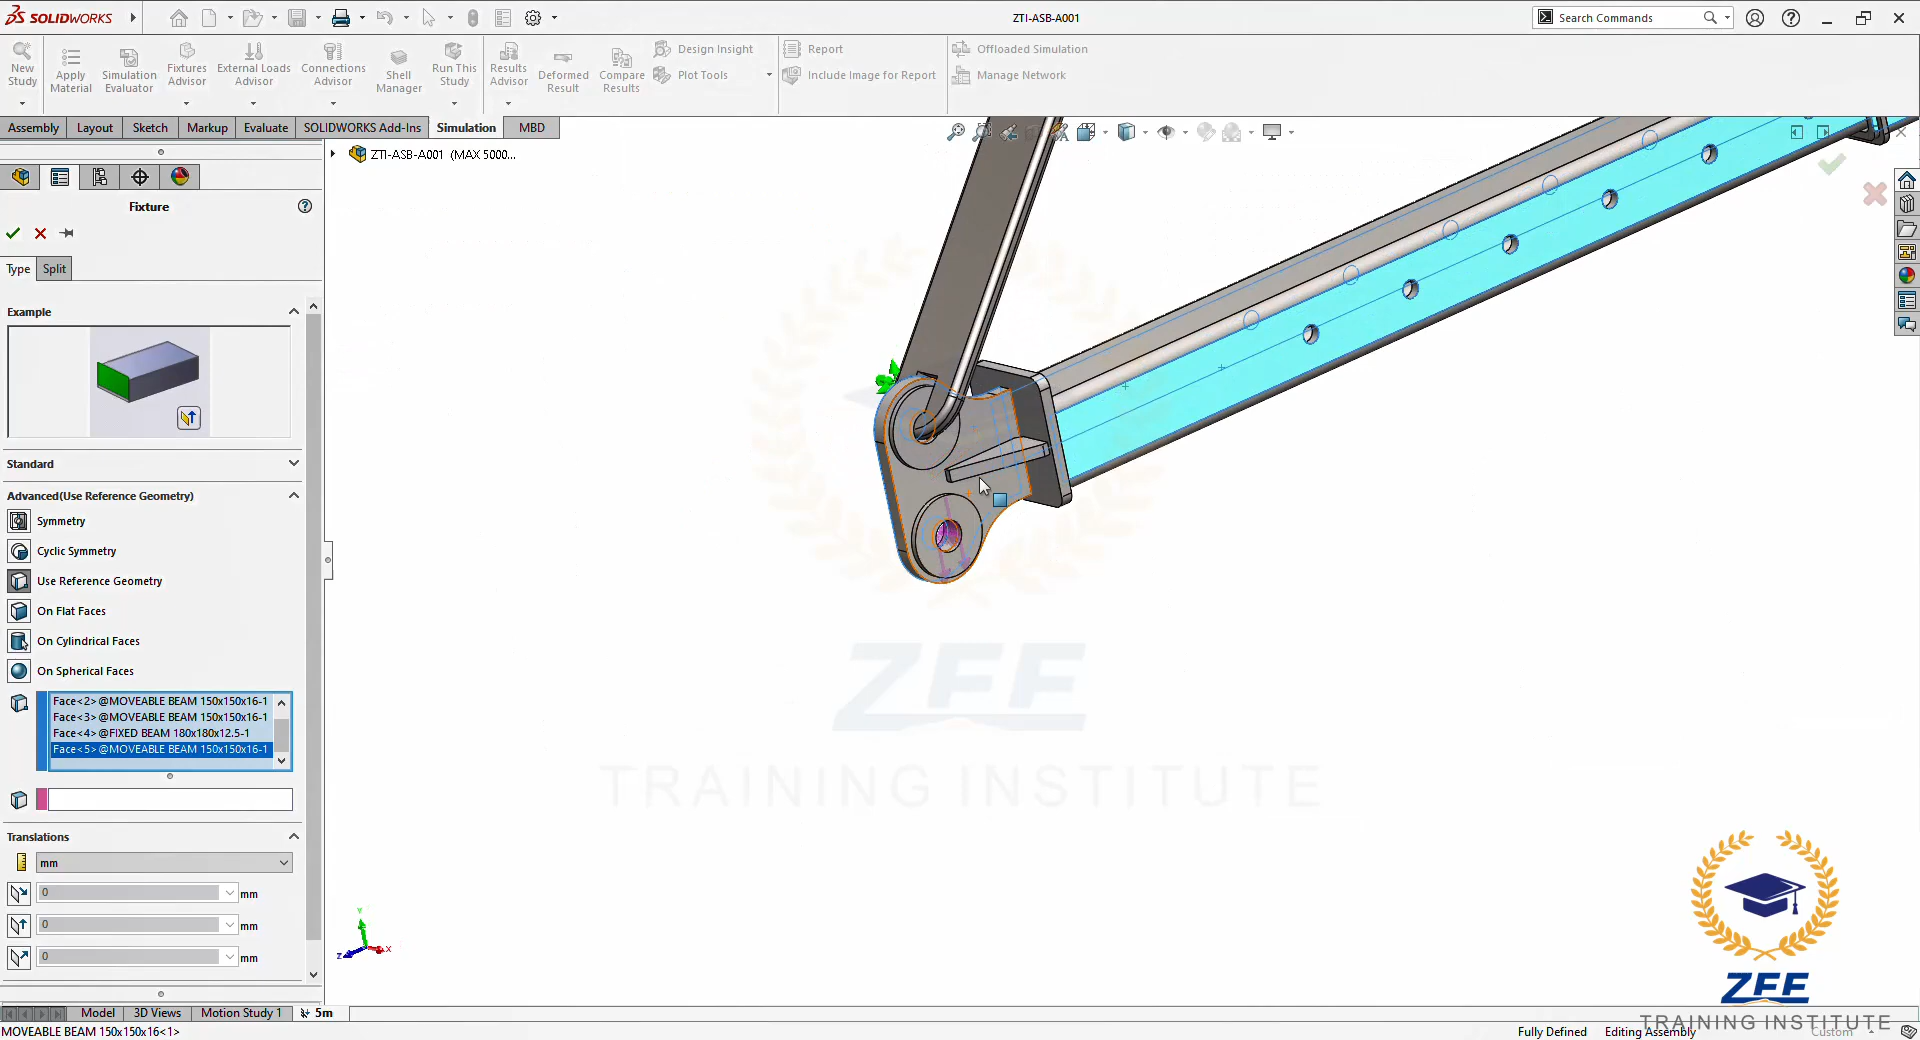 SOLIDWORKS
ZTI-ASB-A001
Search Commands
New Study
Apply Material
Simulation Evaluator
Fixtures Advisor
External Loads Advisor
Connections Advisor
Shell Manager
Run This Study
Results Advisor
Deformed Result
Compare Results
Design Insight
Plot Tools
Report
Include Image for Report
Offloaded Simulation
Manage Network
Assembly
Layout
Sketch
Markup
Evaluate
SOLIDWORKS Add-Ins
Simulation
MBD
ZTI-ASB-A001 (MAX 5000...
Fixture
Type
Split
Example
Standard
Advanced(Use Reference Geometry)
Symmetry
Cyclic Symmetry
Use Reference Geometry
On Flat Faces
On Cylindrical Faces
On Spherical Faces
Face<2>@MOVEABLE BEAM 150x150x16-1
Face<3>@MOVEABLE BEAM 150x150x16-1
Face<4>@FIXED BEAM 180x180x12.5-1
Face<5>@MOVEABLE BEAM 150x150x16-1
Translations
mm
0 mm
0 mm
0 mm
ZEE
TRAINING INSTITUTE
Y
Z
X
ZEE
TRAINING INSTITUTE
Model
3D Views
Motion Study 1
5m
MOVEABLE BEAM 150x150x16<1>
Fully Defined
Editing Assembly
Custom